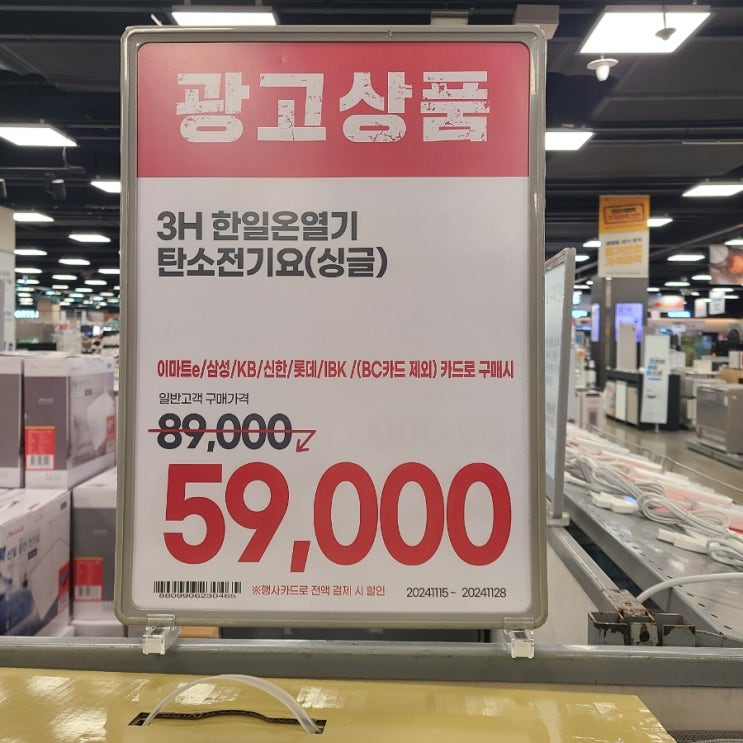 광고상품
3H 한일온열기
탄소전기요(싱글)
이마트e/삼성/KB/신한/롯데/IBK /(BC카드 제외) 카드로 구매시
일반고객 구매가격
89,000
59,000
8809906230465
※행사카드로 전액 결제 시 할인
20241115 ~ 20241128